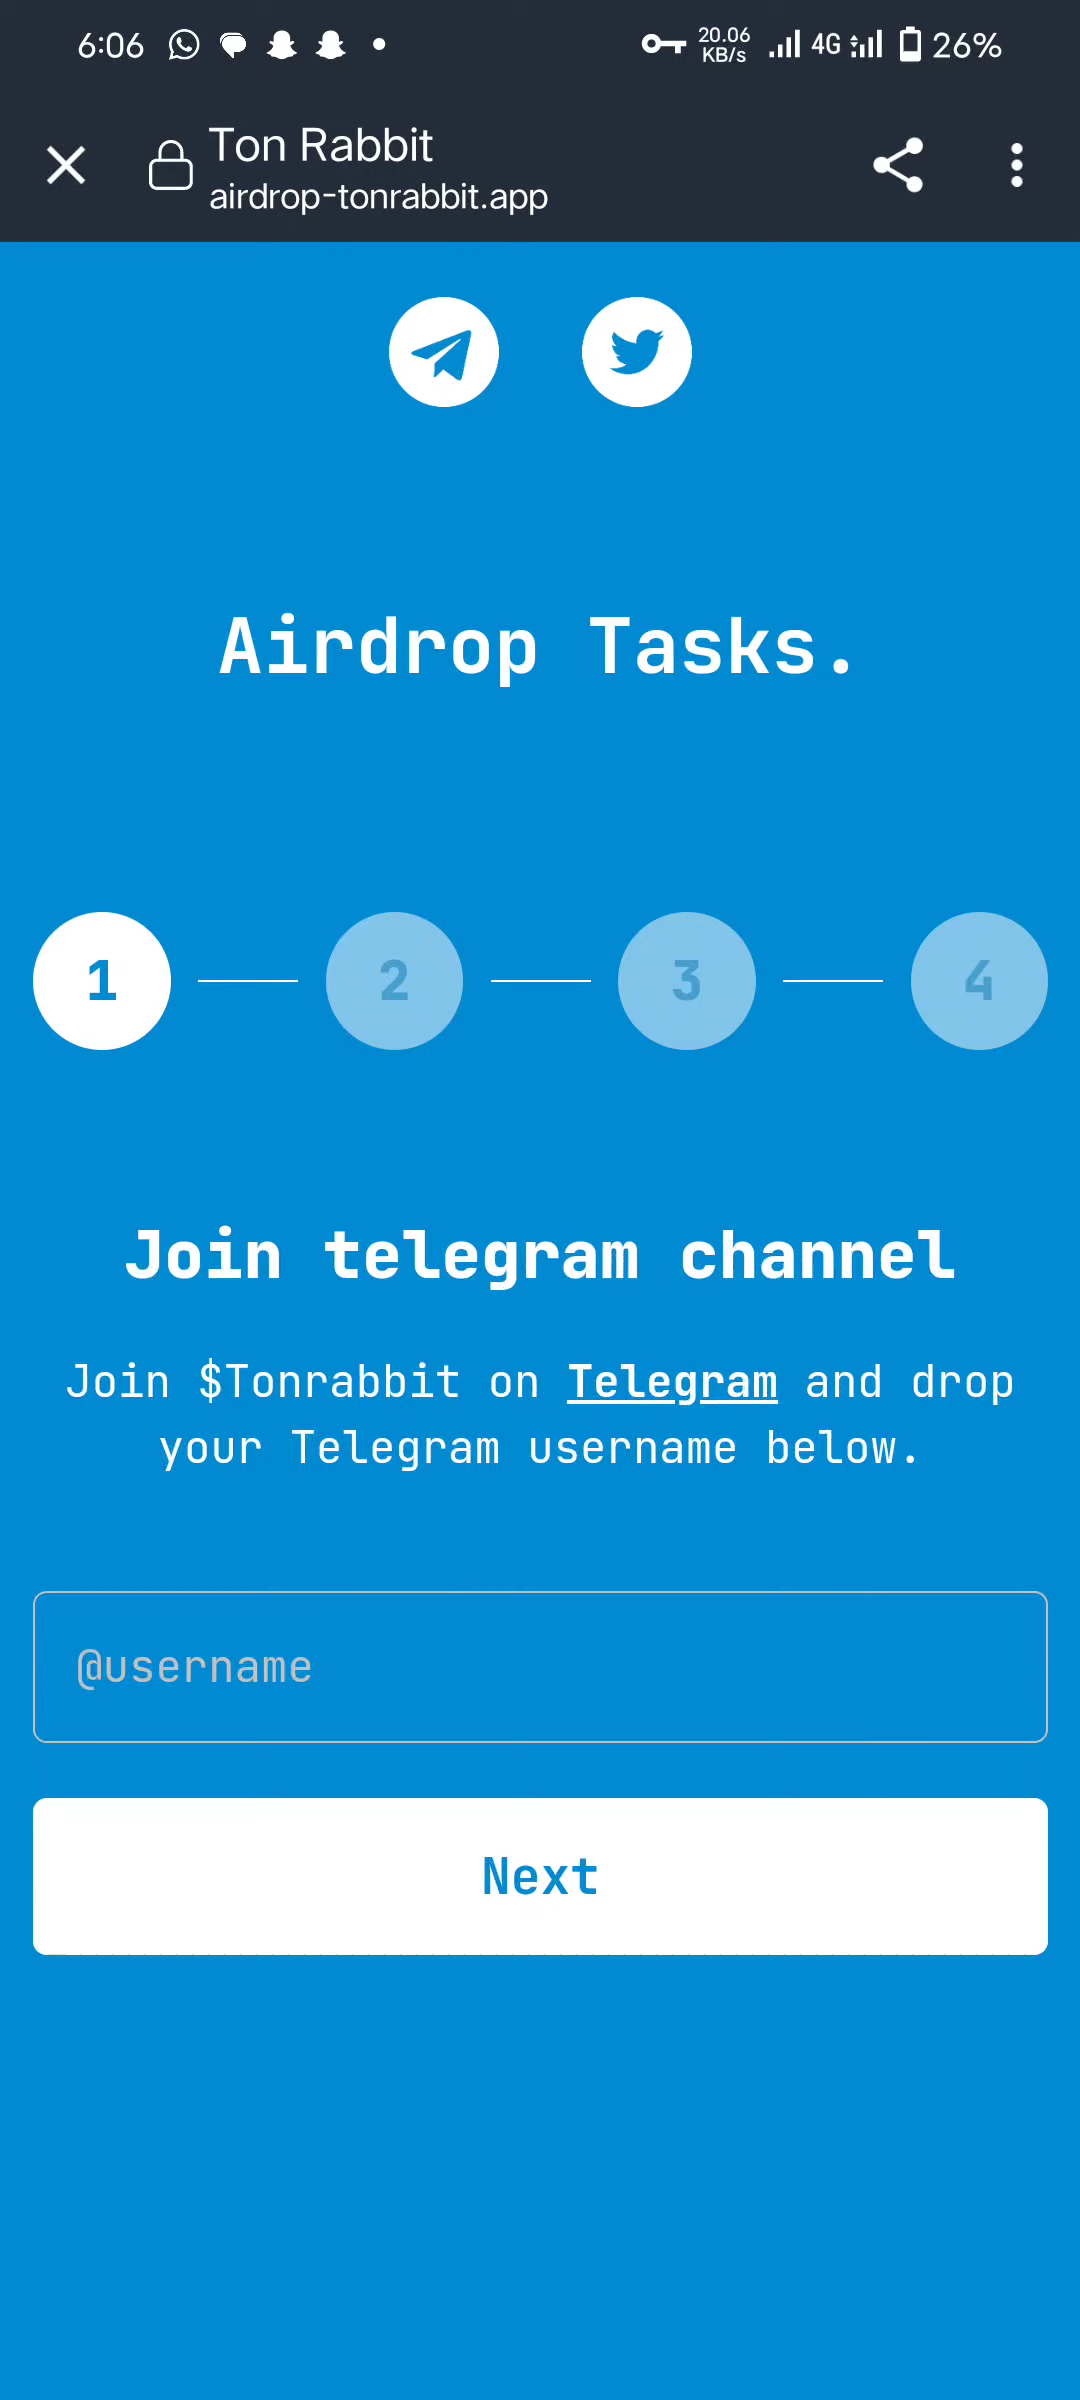 6:06 20.06 KB/s 4G 26%
Ton Rabbit
airdrop-tonrabbit.app
Airdrop Tasks.
1 2 3 4
Join telegram channel
Join $Tonrabbit on Telegram and drop
your Telegram username below.
@username
Next